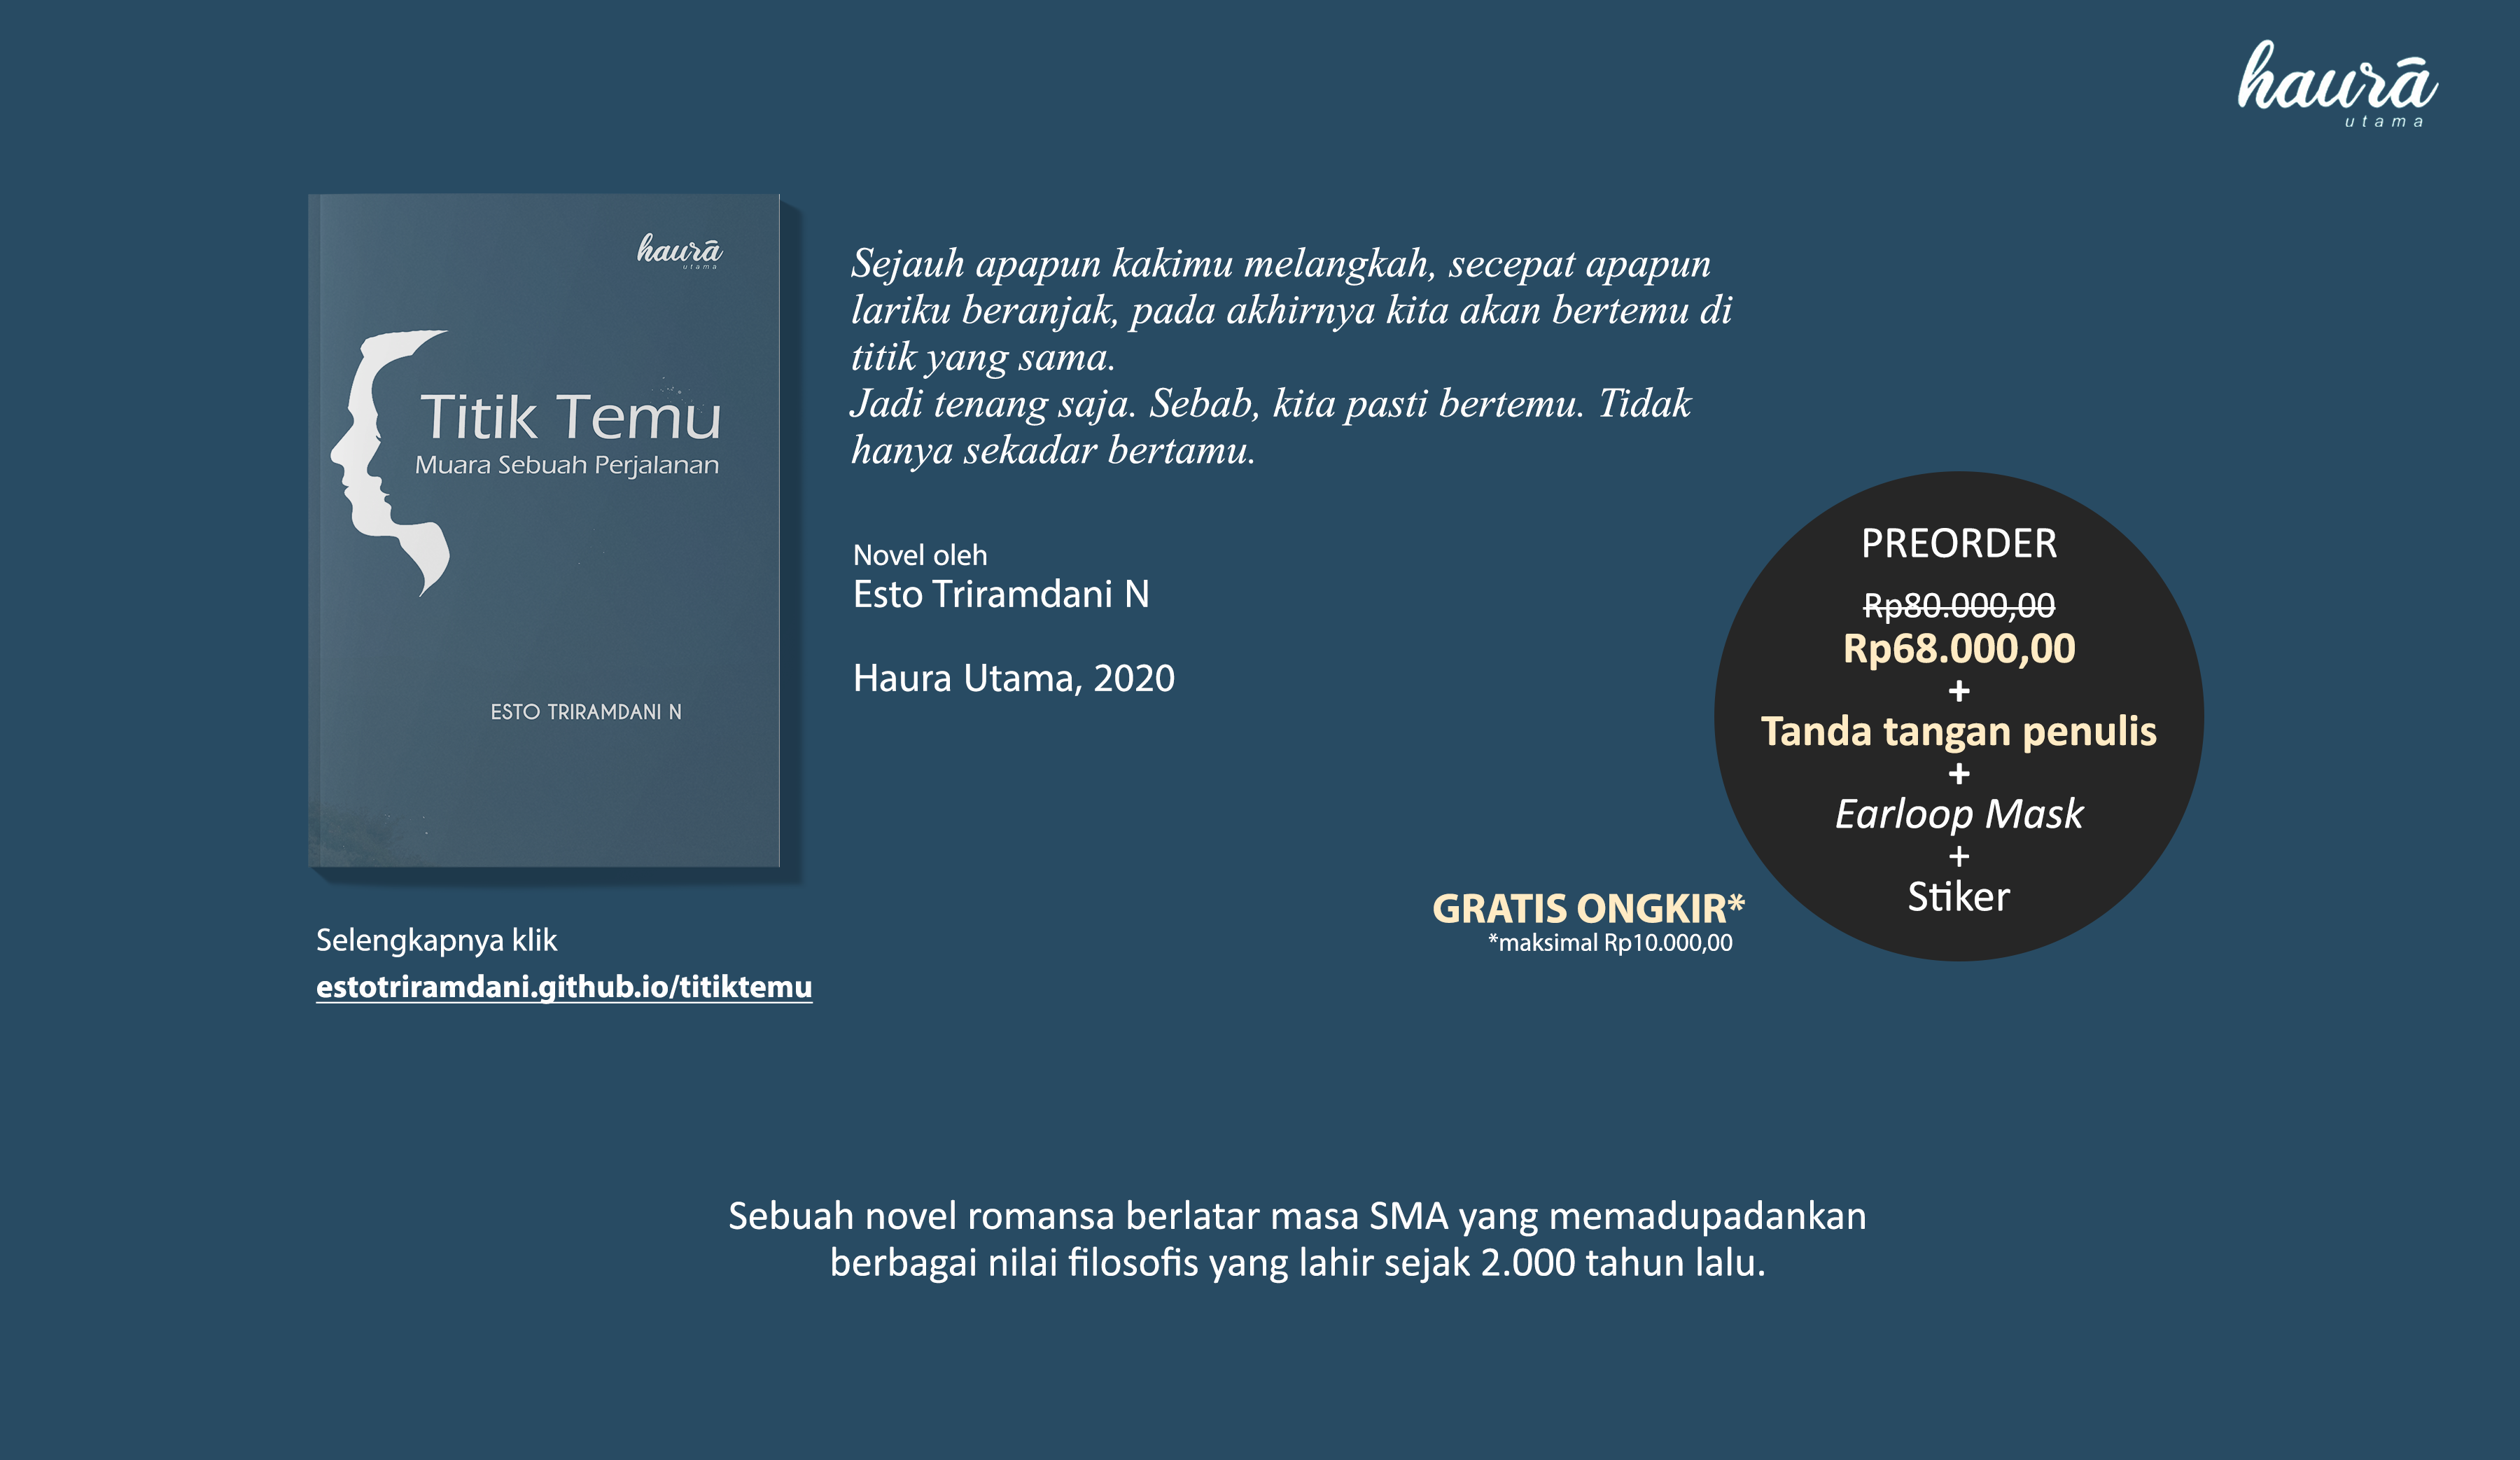 haurā
utama
haurā
utama
Titik Temu
Muara Sebuah Perjalanan
ESTO TRIRAMDANI N
Sejauh apapun kakimu melangkah, secepat apapun
lariku beranjak, pada akhirnya kita akan bertemu di
titik yang sama.
Jadi tenang saja. Sebab, kita pasti bertemu. Tidak
hanya sekadar bertamu.
Novel oleh
Esto Triramdani N
Haura Utama, 2020
PREORDER
Rp80.000,00
Rp68.000,00
+
Tanda tangan penulis
+
Earloop Mask
+
Stiker
GRATIS ONGKIR*
*maksimal Rp10.000,00
Selengkapnya klik
estotriramdani.github.io/titiktemu
Sebuah novel romansa berlatar masa SMA yang memadupadankan
berbagai nilai filosofis yang lahir sejak 2.000 tahun lalu.